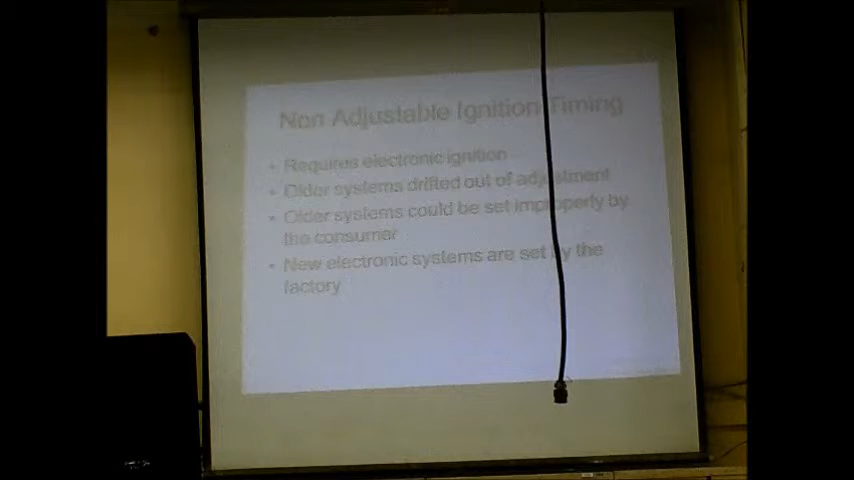 Non Adjustable Ignition Timing
• Requires electronic ignition
• Older systems drifted out of adjustment
• Older systems could be set improperly by
the consumer
• New electronic systems are set by the
factory